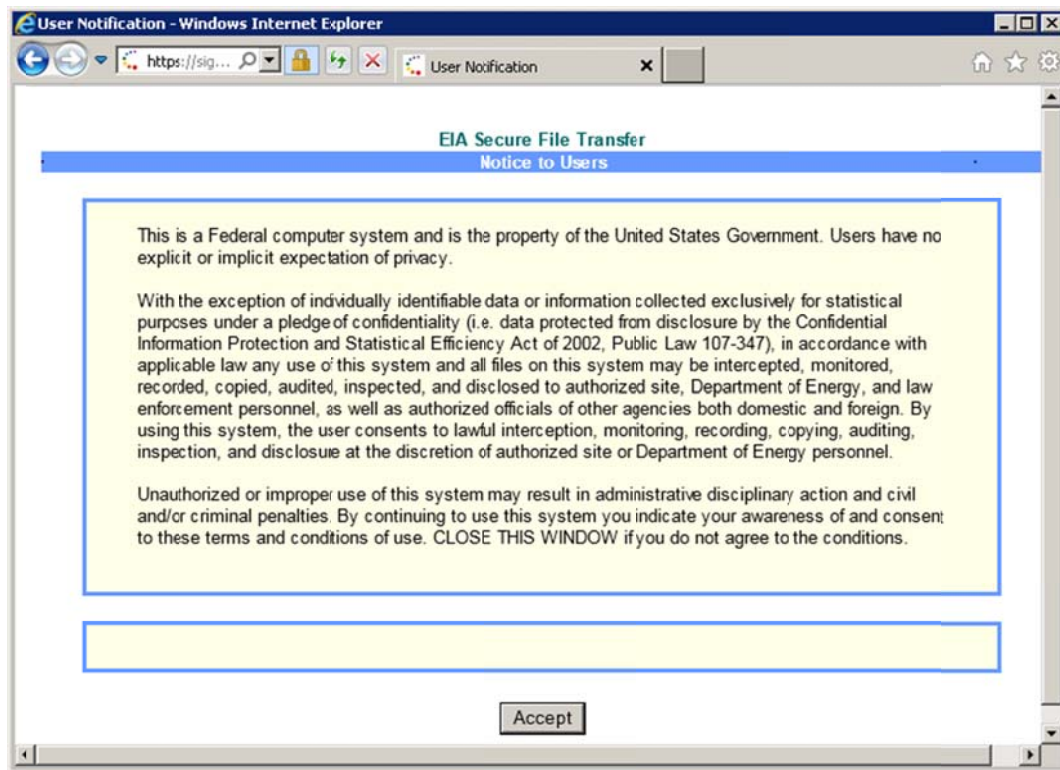 User Notification - Windows Internet Explorer
https://sig...
User Notification
EIA Secure File Transfer
Notice to Users
This is a Federal computer system and is the property of the United States Government. Users have no
explicit or implicit expectation of privacy.
With the exception of individually identifiable data or information collected exclusively for statistical
purposes under a pledge of confidentiality (i.e. data protected from disclosure by the Confidential
Information Protection and Statistical Efficiency Act of 2002, Public Law 107-347), in accordance with
applicable law any use of this system and all files on this system may be intercepted, monitored,
recorded, copied, audited, inspected, and disclosed to authorized site, Department of Energy, and law
enforcement personnel, as well as authorized officials of other agencies both domestic and foreign. By
using this system, the user consents to lawful interception, monitoring, recording, copying, auditing,
inspection, and disclosure at the discretion of authorized site or Department of Energy personnel.
Unauthorized or improper use of this system may result in administrative disciplinary action and civil
and/or criminal penalties. By continuing to use this system you indicate your awareness of and consent
to these terms and conditions of use. CLOSE THIS WINDOW if you do not agree to the conditions.
Accept